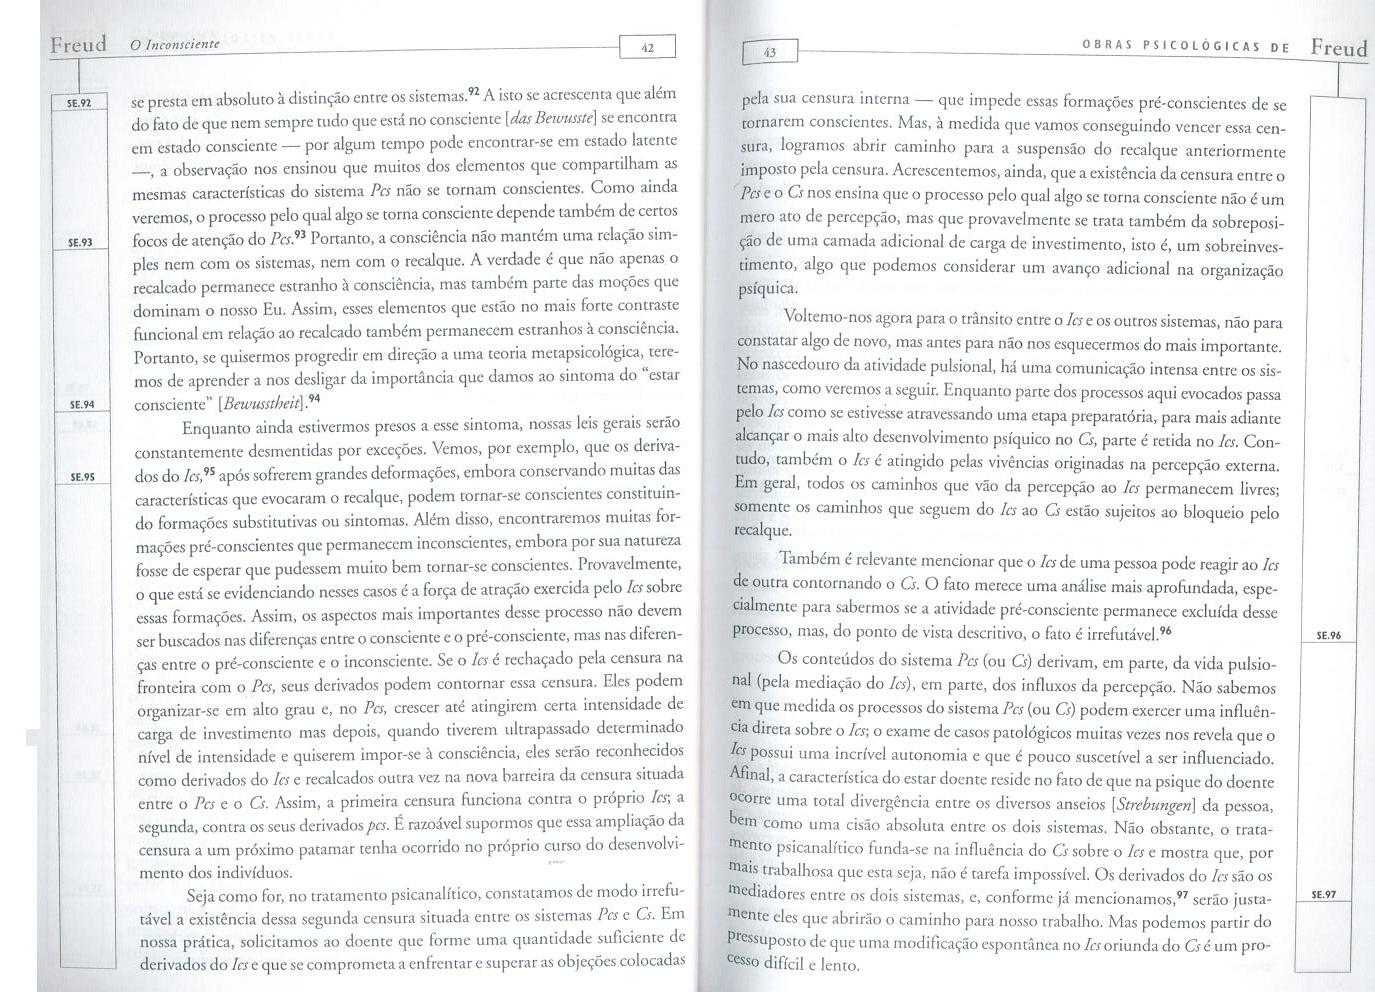 Freud O Inconsciente 42
SE.92
SE.93
SE.94
SE.95
se presta em absoluto à distinção entre os sistemas.92 A isto se acrescenta que além
do fato de que nem sempre tudo que está no consciente [das Bewusste] se encontra
em estado consciente — por algum tempo pode encontrar-se em estado latente
—, a observação nos ensinou que muitos dos elementos que compartilham as
mesmas características do sistema Pcs não se tornam conscientes. Como ainda
veremos, o processo pelo qual algo se torna consciente depende também de certos
focos de atenção do Pcs.93 Portanto, a consciência não mantém uma relação sim-
ples nem com os sistemas, nem com o recalque. A verdade é que não apenas o
recalcado permanece estranho à consciência, mas também parte das moções que
dominam o nosso Eu. Assim, esses elementos que estão no mais forte contraste
funcional em relação ao recalcado também permanecem estranhos à consciência.
Portanto, se quisermos progredir em direção a uma teoria metapsicológica, tere-
mos de aprender a nos desligar da importância que damos ao sintoma do “estar
consciente” [Bewusstheit].94
Enquanto ainda estivermos presos a esse sintoma, nossas leis gerais serão
constantemente desmentidas por exceções. Vemos, por exemplo, que os deriva-
dos do Ics,95 após sofrerem grandes deformações, embora conservando muitas das
características que evocaram o recalque, podem tornar-se conscientes constituin-
do formações substitutivas ou sintomas. Além disso, encontraremos muitas for-
mações pré-conscientes que permanecem inconscientes, embora por sua natureza
fosse de esperar que pudessem muito bem tornar-se conscientes. Provavelmente,
o que está se evidenciando nesses casos é a força de atração exercida pelo Ics sobre
essas formações. Assim, os aspectos mais importantes desse processo não devem
ser buscados nas diferenças entre o consciente e o pré-consciente, mas nas diferen-
ças entre o pré-consciente e o inconsciente. Se o Ics é rechaçado pela censura na
fronteira com o Pcs, seus derivados podem contornar essa censura. Eles podem
organizar-se em alto grau e, no Pcs, crescer até atingirem certa intensidade de
carga de investimento mas depois, quando tiverem ultrapassado determinado
nível de intensidade e quiserem impor-se à consciência, eles serão reconhecidos
como derivados do Ics e recalcados outra vez na nova barreira da censura situada
entre o Pcs e o Cs. Assim, a primeira censura funciona contra o próprio Ics; a
segunda, contra os seus derivados pcs. É razoável supormos que essa ampliação da
censura a um próximo patamar tenha ocorrido no próprio curso do desenvolvi-
mento dos indivíduos.
Seja como for, no tratamento psicanalítico, constatamos de modo irrefu-
tável a existência dessa segunda censura situada entre os sistemas Pcs e Cs. Em
nossa prática, solicitamos ao doente que forme uma quantidade suficiente de
derivados do Ics e que se comprometa a enfrentar e superar as objeções colocadas
43 OBRAS PSICOLÓGICAS DE Freud
pela sua censura interna — que impede essas formações pré-conscientes de se
tornarem conscientes. Mas, à medida que vamos conseguindo vencer essa cen-
sura, logramos abrir caminho para a suspensão do recalque anteriormente
imposto pela censura. Acrescentemos, ainda, que a existência da censura entre o
Pcs e o Cs nos ensina que o processo pelo qual algo se torna consciente não é um
mero ato de percepção, mas que provavelmente se trata também da sobreposi-
ção de uma camada adicional de carga de investimento, isto é, um sobreinves-
timento, algo que podemos considerar um avanço adicional na organização
psíquica.
Voltemo-nos agora para o trânsito entre o Ics e os outros sistemas, não para
constatar algo de novo, mas antes para não nos esquecermos do mais importante.
No nascedouro da atividade pulsional, há uma comunicação intensa entre os sis-
temas, como veremos a seguir. Enquanto parte dos processos aqui evocados passa
pelo Ics como se estivesse atravessando uma etapa preparatória, para mais adiante
alcançar o mais alto desenvolvimento psíquico no Cs, parte é retida no Ics. Con-
tudo, também o Ics é atingido pelas vivências originadas na percepção externa.
Em geral, todos os caminhos que vão da percepção ao Ics permanecem livres;
somente os caminhos que seguem do Ics ao Cs estão sujeitos ao bloqueio pelo
recalque.
Também é relevante mencionar que o Ics de uma pessoa pode reagir ao Ics
de outra contornando o Cs. O fato merece uma análise mais aprofundada, espe-
cialmente para sabermos se a atividade pré-consciente permanece excluída desse
processo, mas, do ponto de vista descritivo, o fato é irrefutável.96
Os conteúdos do sistema Pcs (ou Cs) derivam, em parte, da vida pulsio-
nal (pela mediação do Ics), em parte, dos influxos da percepção. Não sabemos
em que medida os processos do sistema Pcs (ou Cs) podem exercer uma influên-
cia direta sobre o Ics; o exame de casos patológicos muitas vezes nos revela que o
Ics possui uma incrível autonomia e que é pouco suscetível a ser influenciado.
Afinal, a característica do estar doente reside no fato de que na psique do doente
ocorre uma total divergência entre os diversos anseios [Strebungen] da pessoa,
bem como uma cisão absoluta entre os dois sistemas. Não obstante, o trata-
mento psicanalítico funda-se na influência do Cs sobre o Ics e mostra que, por
mais trabalhosa que esta seja, não é tarefa impossível. Os derivados do Ics são os
mediadores entre os dois sistemas, e, conforme já mencionamos,97 serão justa-
mente eles que abrirão o caminho para nosso trabalho. Mas podemos partir do
pressuposto de que uma modificação espontânea no Ics oriunda do Cs é um pro-
cesso difícil e lento.
SE.96
SE.97